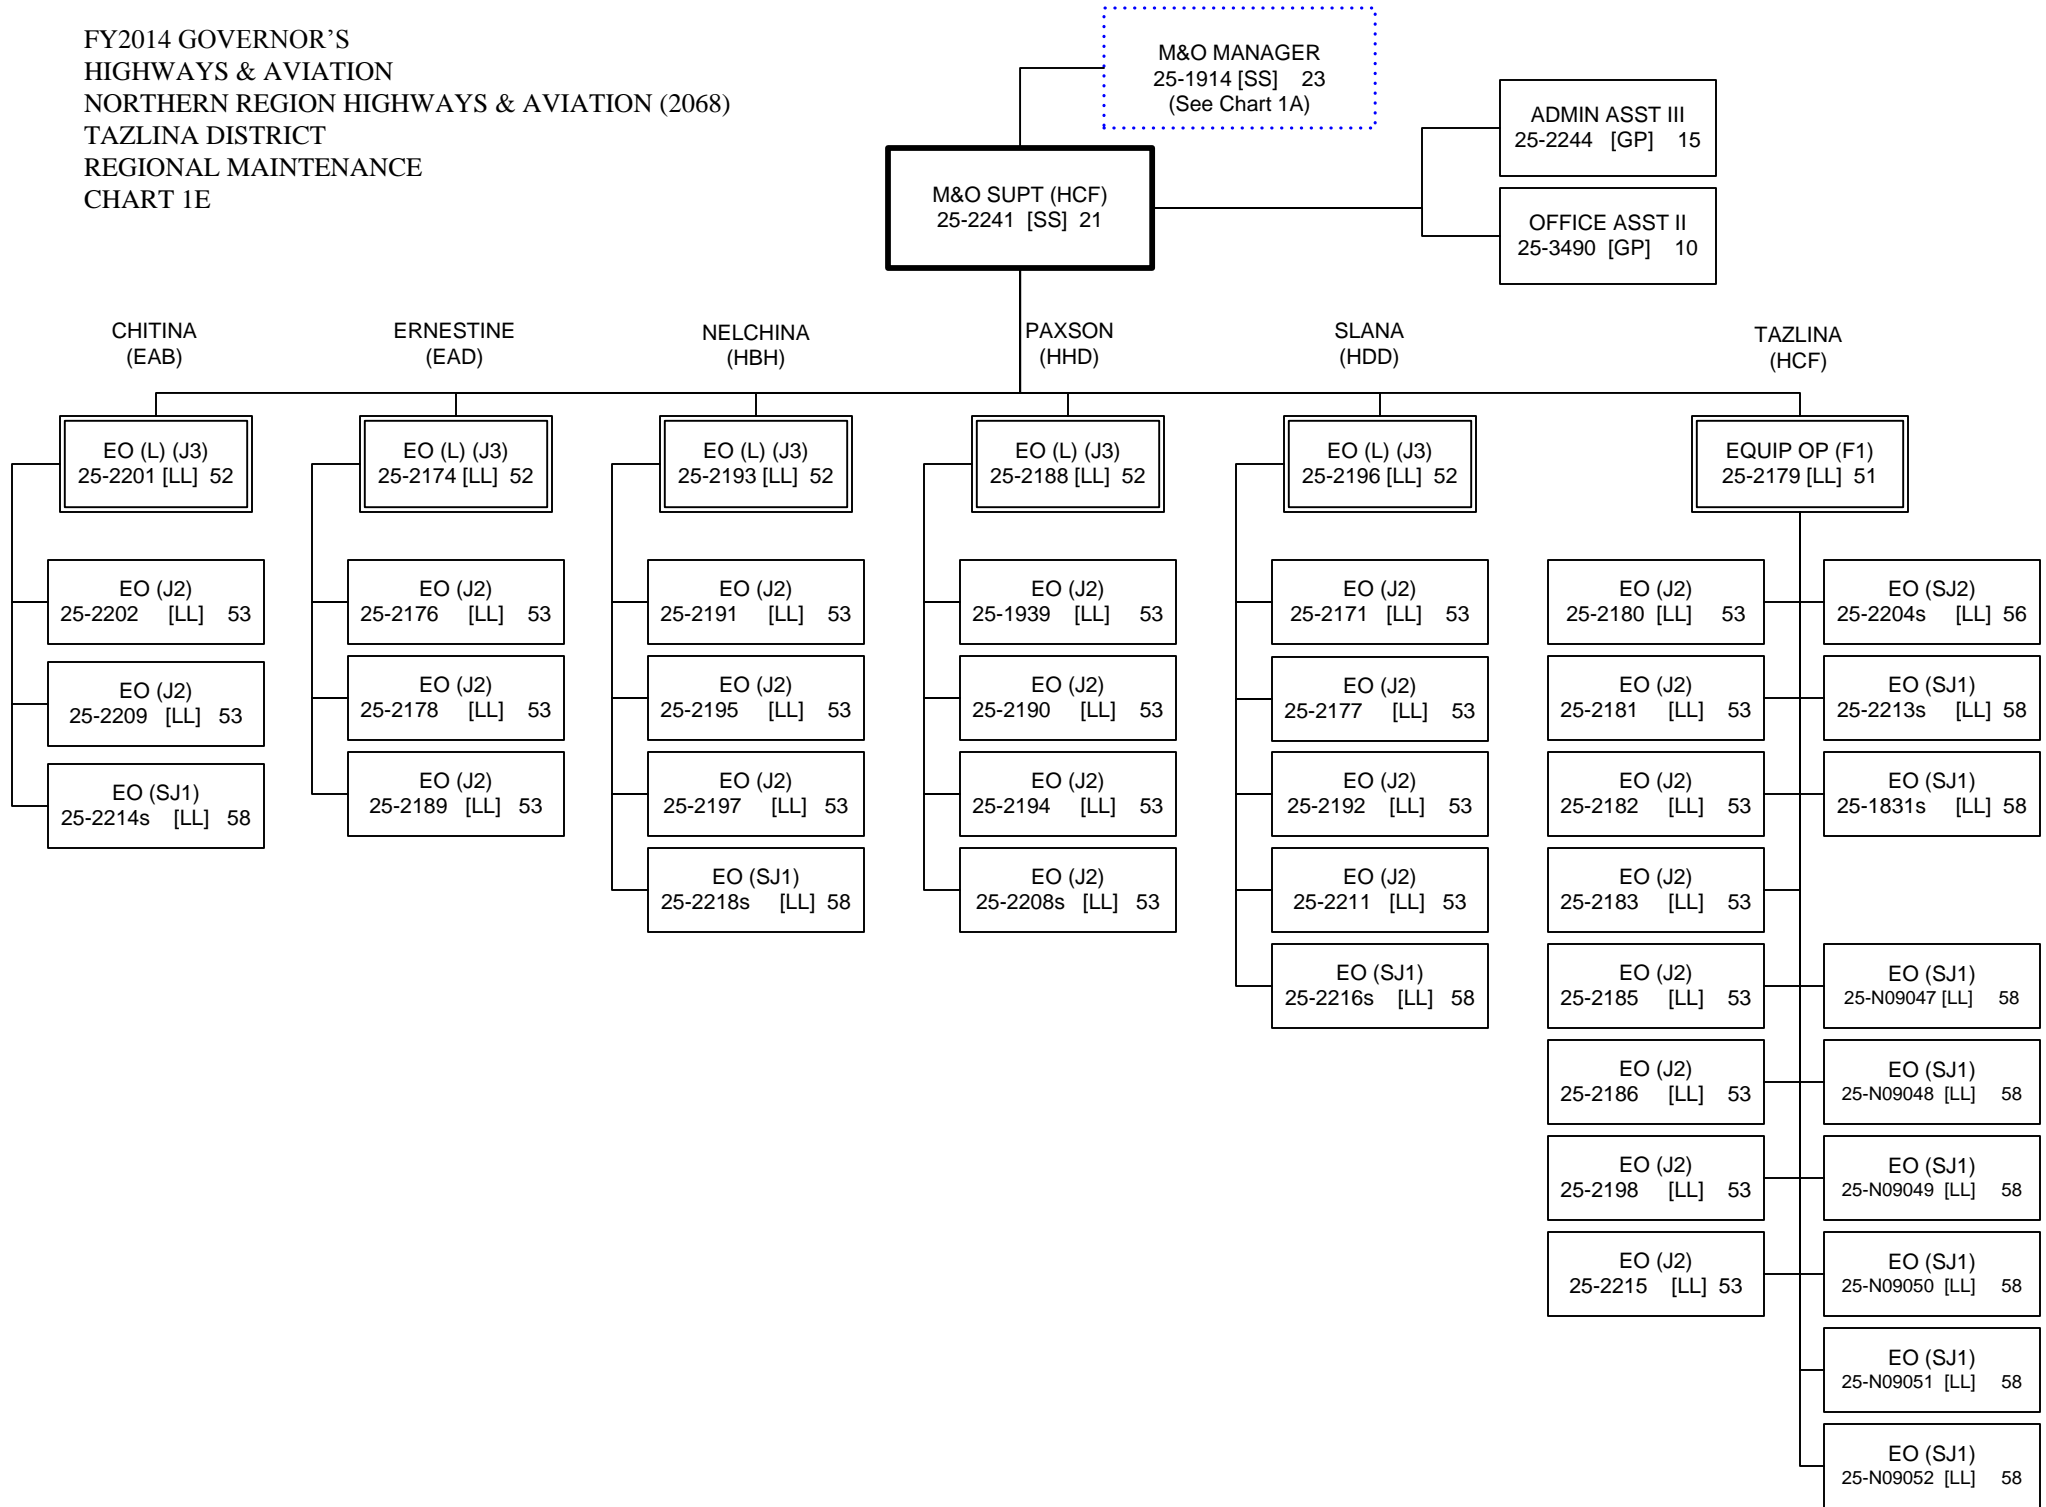 FY2014 GOVERNOR’S
HIGHWAYS & AVIATION
NORTHERN REGION HIGHWAYS & AVIATION (2068)
TAZLINA DISTRICT
REGIONAL MAINTENANCE
CHART 1E
M&O MANAGER
25-1914 [SS] 23
(See Chart 1A)
M&O SUPT (HCF)
25-2241 [SS] 21
ADMIN ASST III
25-2244 [GP] 15
OFFICE ASST II
25-3490 [GP] 10
CHITINA
(EAB)
EO (L) (J3)
25-2201 [LL] 52
EO (J2)
25-2202 [LL] 53
EO (J2)
25-2209 [LL] 53
EO (SJ1)
25-2214s [LL] 58
ERNESTINE
(EAD)
EO (L) (J3)
25-2174 [LL] 52
EO (J2)
25-2176 [LL] 53
EO (J2)
25-2178 [LL] 53
EO (J2)
25-2189 [LL] 53
NELCHINA
(HBH)
EO (L) (J3)
25-2193 [LL] 52
EO (J2)
25-2191 [LL] 53
EO (J2)
25-2195 [LL] 53
EO (J2)
25-2197 [LL] 53
EO (SJ1)
25-2218s [LL] 58
PAXSON
(HHD)
EO (L) (J3)
25-2188 [LL] 52
EO (J2)
25-1939 [LL] 53
EO (J2)
25-2190 [LL] 53
EO (J2)
25-2194 [LL] 53
EO (J2)
25-2208s [LL] 53
SLANA
(HDD)
EO (L) (J3)
25-2196 [LL] 52
EO (J2)
25-2171 [LL] 53
EO (J2)
25-2177 [LL] 53
EO (J2)
25-2192 [LL] 53
EO (J2)
25-2211 [LL] 53
EO (SJ1)
25-2216s [LL] 58
TAZLINA
(HCF)
EQUIP OP (F1)
25-2179 [LL] 51
EO (J2)
25-2180 [LL] 53
EO (J2)
25-2181 [LL] 53
EO (J2)
25-2182 [LL] 53
EO (J2)
25-2183 [LL] 53
EO (J2)
25-2185 [LL] 53
EO (J2)
25-2186 [LL] 53
EO (J2)
25-2198 [LL] 53
EO (J2)
25-2215 [LL] 53
EO (SJ2)
25-2204s [LL] 56
EO (SJ1)
25-2213s [LL] 58
EO (SJ1)
25-1831s [LL] 58
EO (SJ1)
25-N09047 [LL] 58
EO (SJ1)
25-N09048 [LL] 58
EO (SJ1)
25-N09049 [LL] 58
EO (SJ1)
25-N09050 [LL] 58
EO (SJ1)
25-N09051 [LL] 58
EO (SJ1)
25-N09052 [LL] 58